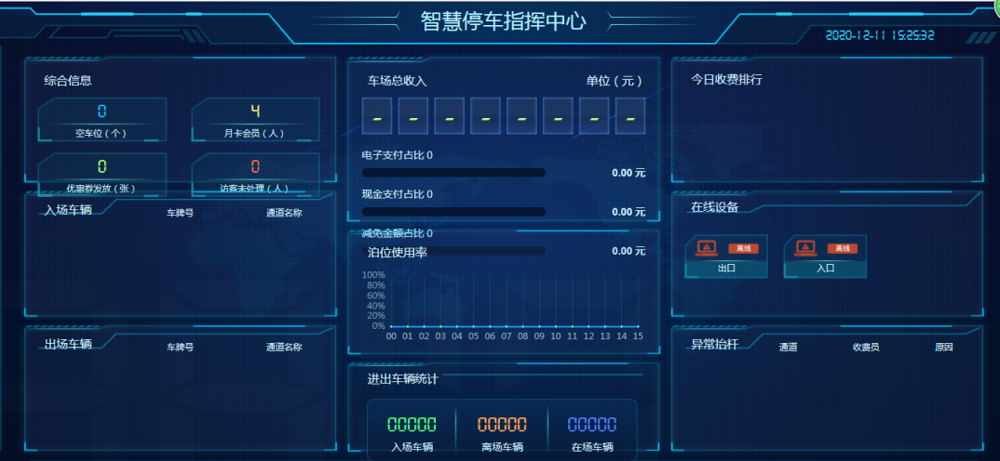 智慧停车指挥中心
2020-12-11 15:25:32
综合信息
0
空车位（个）
4
月卡会员（人）
0
优惠劵发放（张）
0
访客未处理（人）
入场车辆
车牌号 通道名称
出场车辆
车牌号 通道名称
车场总收入 单位（元）
- - - - - - - -
电子支付占比 0
0.00 元
现金支付占比 0
0.00 元
减免金额占比 0
0.00 元
泊位使用率
100%
80%
60%
40%
20%
0%
00 01 02 03 04 05 06 07 08 09 10 11 12 13 14 15
进出车辆统计
00000 00000 00000
入场车辆 离场车辆 在场车辆
今日收费排行
在线设备
离线 离线
出口 入口
异常抬杆
通道 收费员 原因